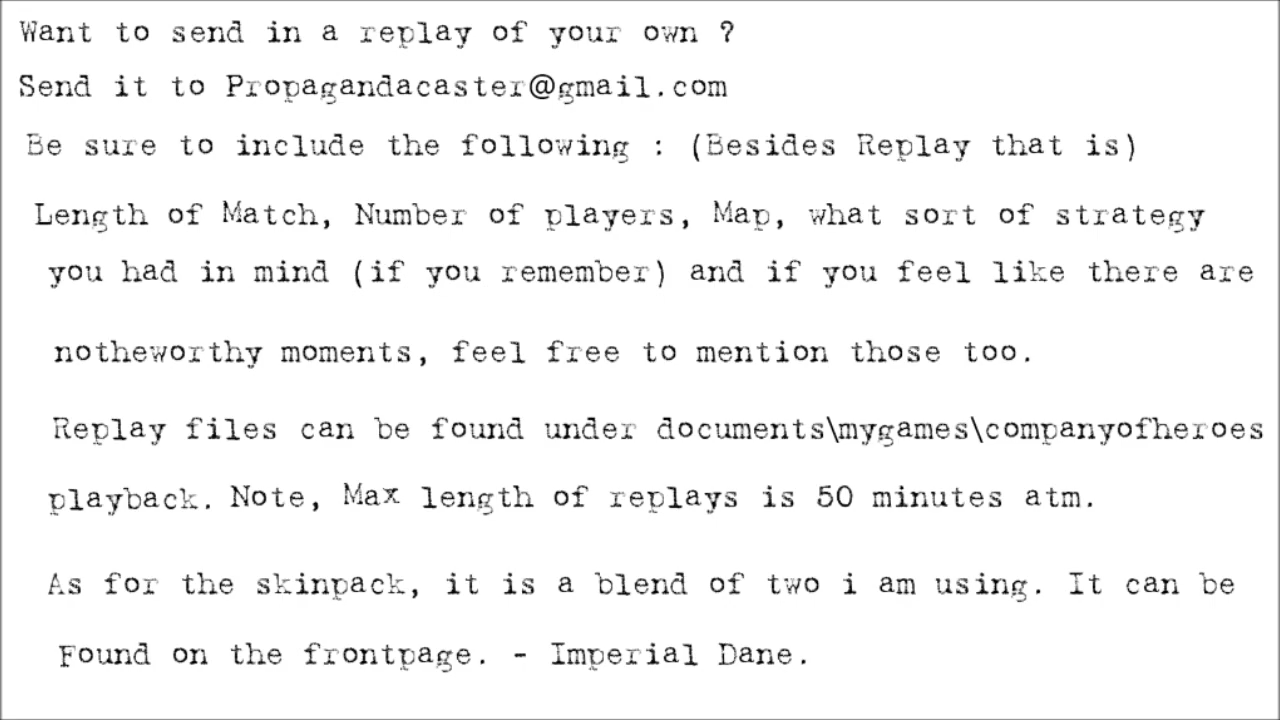 Want to send in a replay of your own ?
Send it to Propagandacaster@gmail.com
Be sure to include the following : (Besides Replay that is)
Length of Match, Number of players, Map, what sort of strategy
you had in mind (if you remember) and if you feel like there are
notheworthy moments, feel free to mention those too.
Replay files can be found under documents\mygames\companyofheroes
playback. Note, Max length of replays is 50 minutes atm.
As for the skinpack, it is a blend of two i am using. It can be
Found on the frontpage. - Imperial Dane.